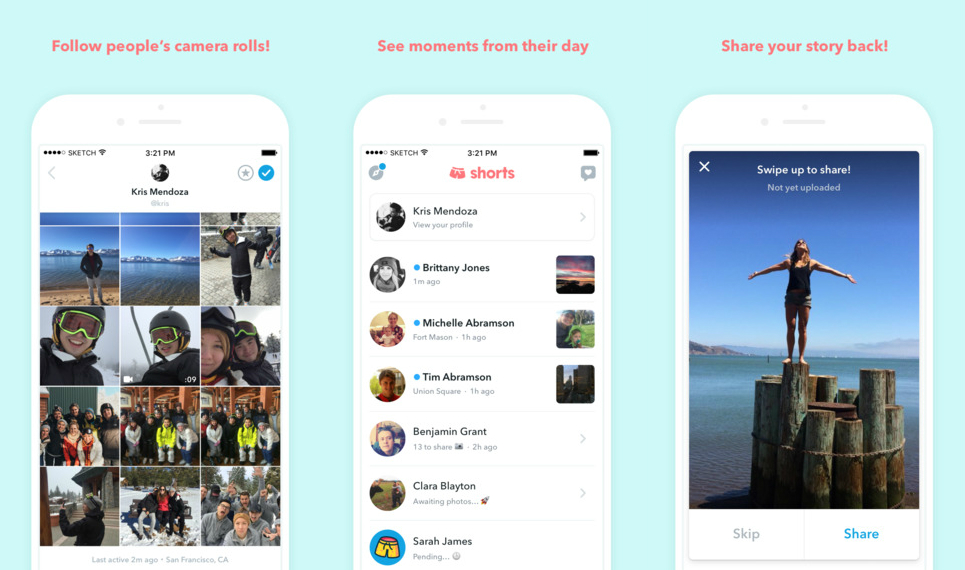 Follow people's camera rolls!
See moments from their day
Share your story back!
SKETCH 3:21 PM
Kris Mendoza
@kris
:09
Last active 2m ago • San Francisco, CA
SKETCH 3:21 PM
shorts
Kris Mendoza
View your profile
Brittany Jones
1m ago
Michelle Abramson
Fort Mason · 1h ago
Tim Abramson
Union Square · 1h ago
Benjamin Grant
13 to share 📷 · 2h ago
Clara Blayton
Awaiting photos... 🚀
Sarah James
Pending... 😴
Swipe up to share!
Not yet uploaded
Skip
Share